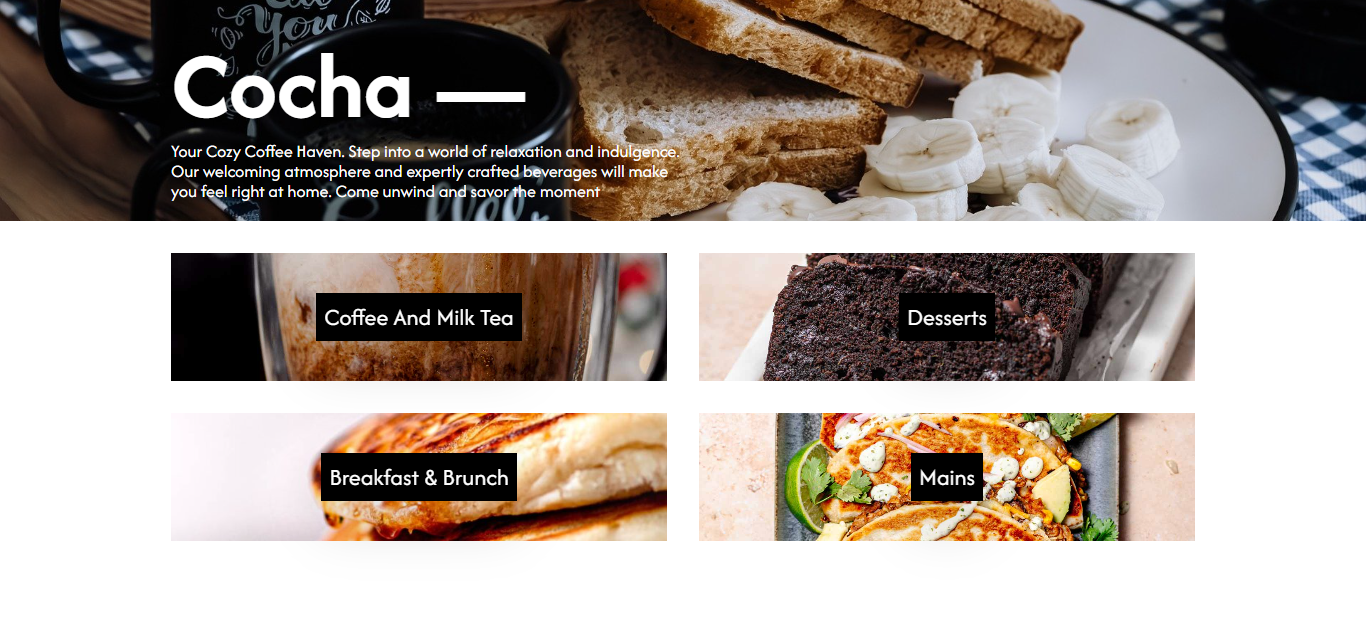 you
Cocha —
Your Cozy Coffee Haven. Step into a world of relaxation and indulgence.
Our welcoming atmosphere and expertly crafted beverages will make
you feel right at home. Come unwind and savor the moment
Coffee And Milk Tea
Desserts
Breakfast & Brunch
Mains